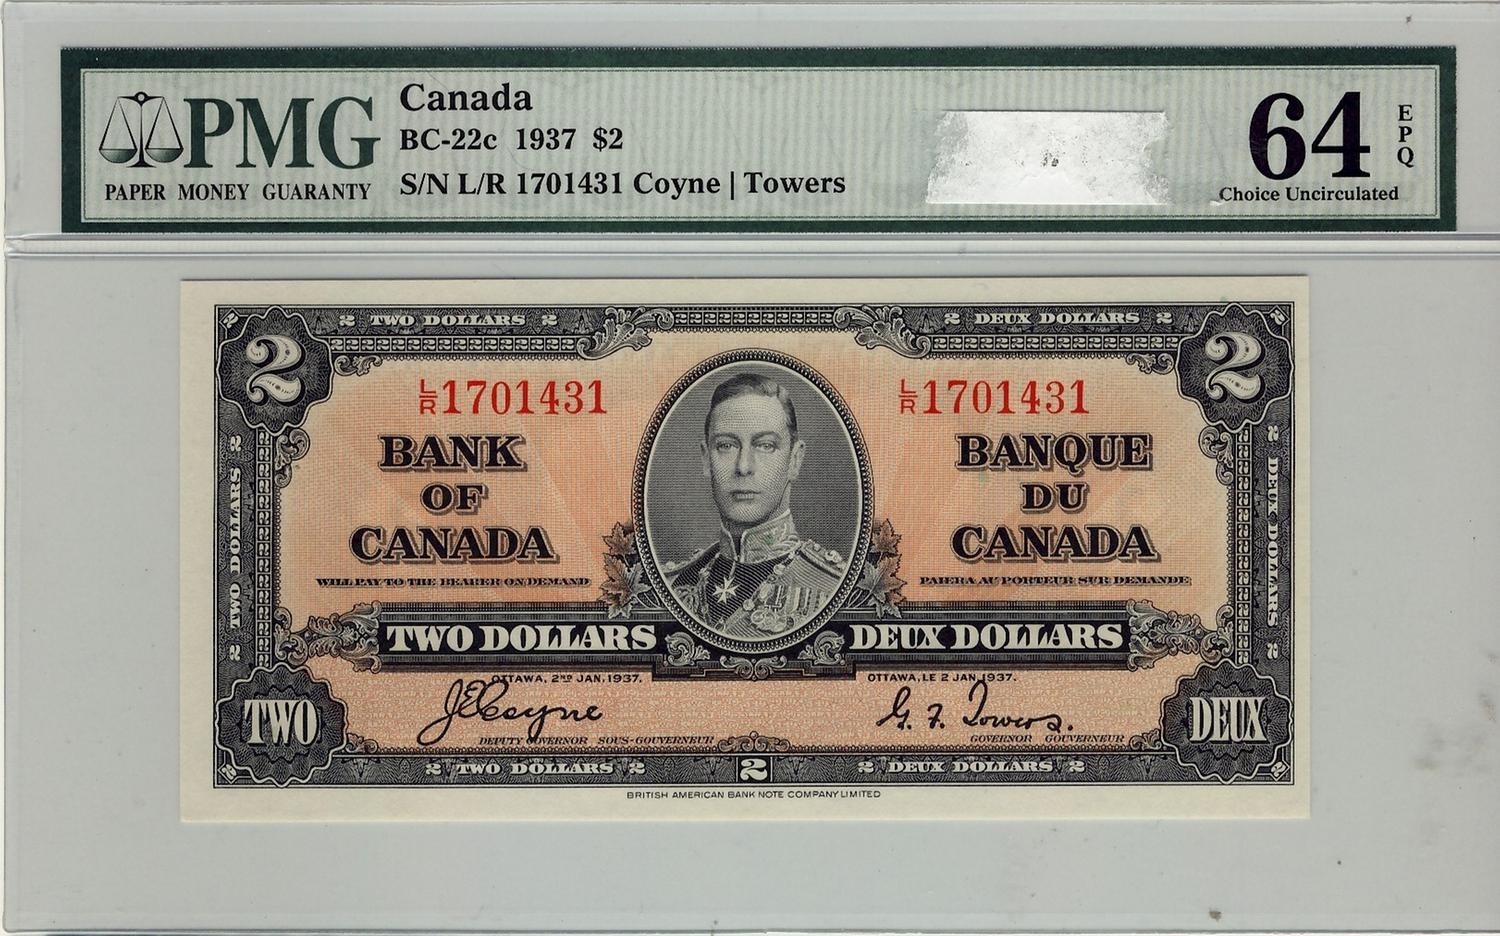 PMG
PAPER MONEY GUARANTY
Canada
BC-22c 1937 $2
S/N L/R 1701431 Coyne | Towers
64
EPQ
Choice Uncirculated
2 TWO DOLLARS 2
2 DEUX DOLLARS 2
2
2
L/R 1701431
L/R 1701431
BANK
OF
CANADA
WILL PAY TO THE BEARER ON DEMAND
BANQUE
DU
CANADA
PAIERA AU PORTEUR SUR DEMANDE
2 TWO DOLLARS 2
2 DEUX DOLLARS 2
TWO DOLLARS
DEUX DOLLARS
OTTAWA, 2ND JAN. 1937.
OTTAWA, LE 2 JAN. 1937.
J E Coyne
G. F. Towers.
DEPUTY GOVERNOR SOUS-GOUVERNEUR
GOVERNOR GOUVERNEUR
TWO
DEUX
2 TWO DOLLARS 2
2
2 DEUX DOLLARS 2
BRITISH AMERICAN BANK NOTE COMPANY LIMITED